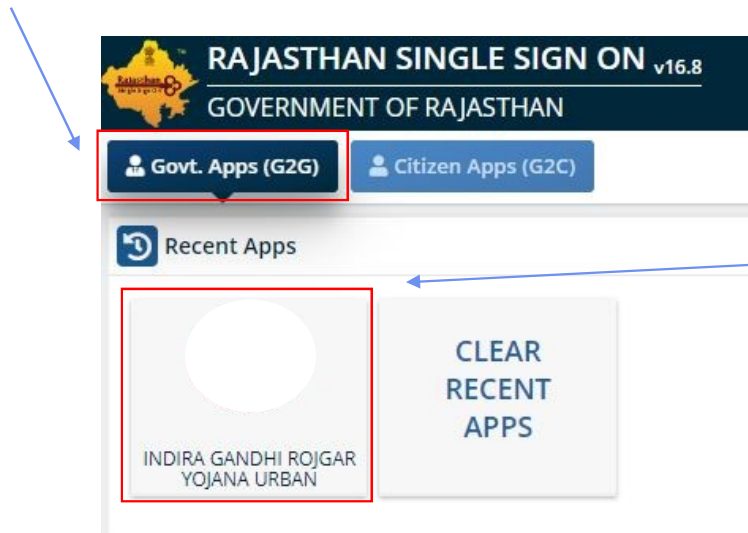 RAJASTHAN SINGLE SIGN ON v16.8
GOVERNMENT OF RAJASTHAN
Govt. Apps (G2G)
Citizen Apps (G2C)
Recent Apps
INDIRA GANDHI ROJGAR
YOJANA URBAN
CLEAR
RECENT
APPS